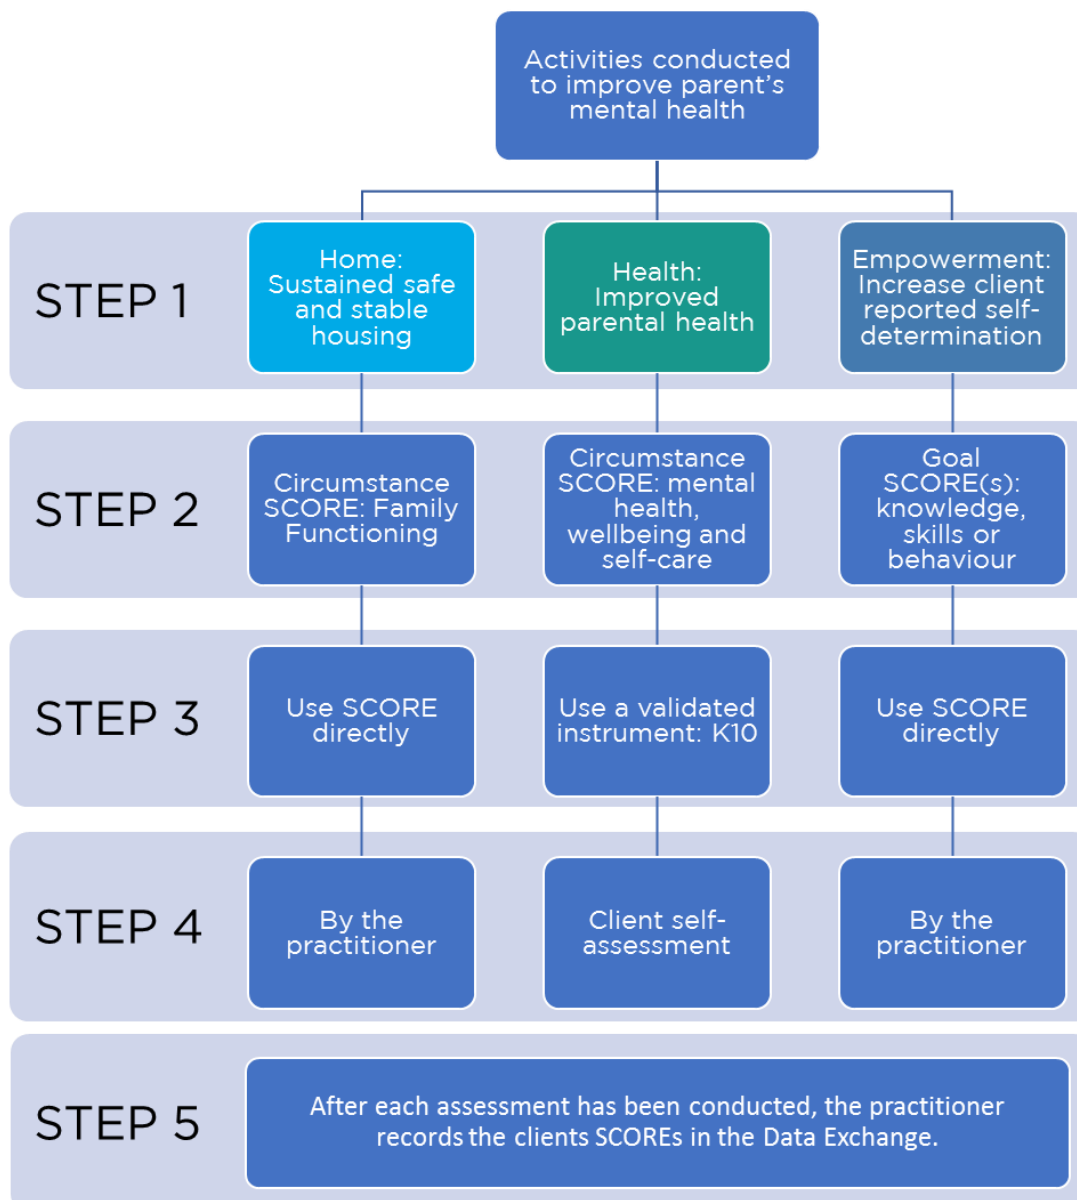 Activities conducted
to improve parent's
mental health
STEP 1
Home:
Sustained safe
and stable
housing
Health:
Improved
parental health
Empowerment:
Increase client
reported self-
determination
STEP 2
Circumstance
SCORE: Family
Functioning
Circumstance
SCORE: mental
health,
wellbeing and
self-care
Goal
SCORE(s):
knowledge,
skills or
behaviour
STEP 3
Use SCORE
directly
Use a validated
instrument: K10
Use SCORE
directly
STEP 4
By the
practitioner
Client self-
assessment
By the
practitioner
STEP 5
After each assessment has been conducted, the practitioner
records the clients SCOREs in the Data Exchange.